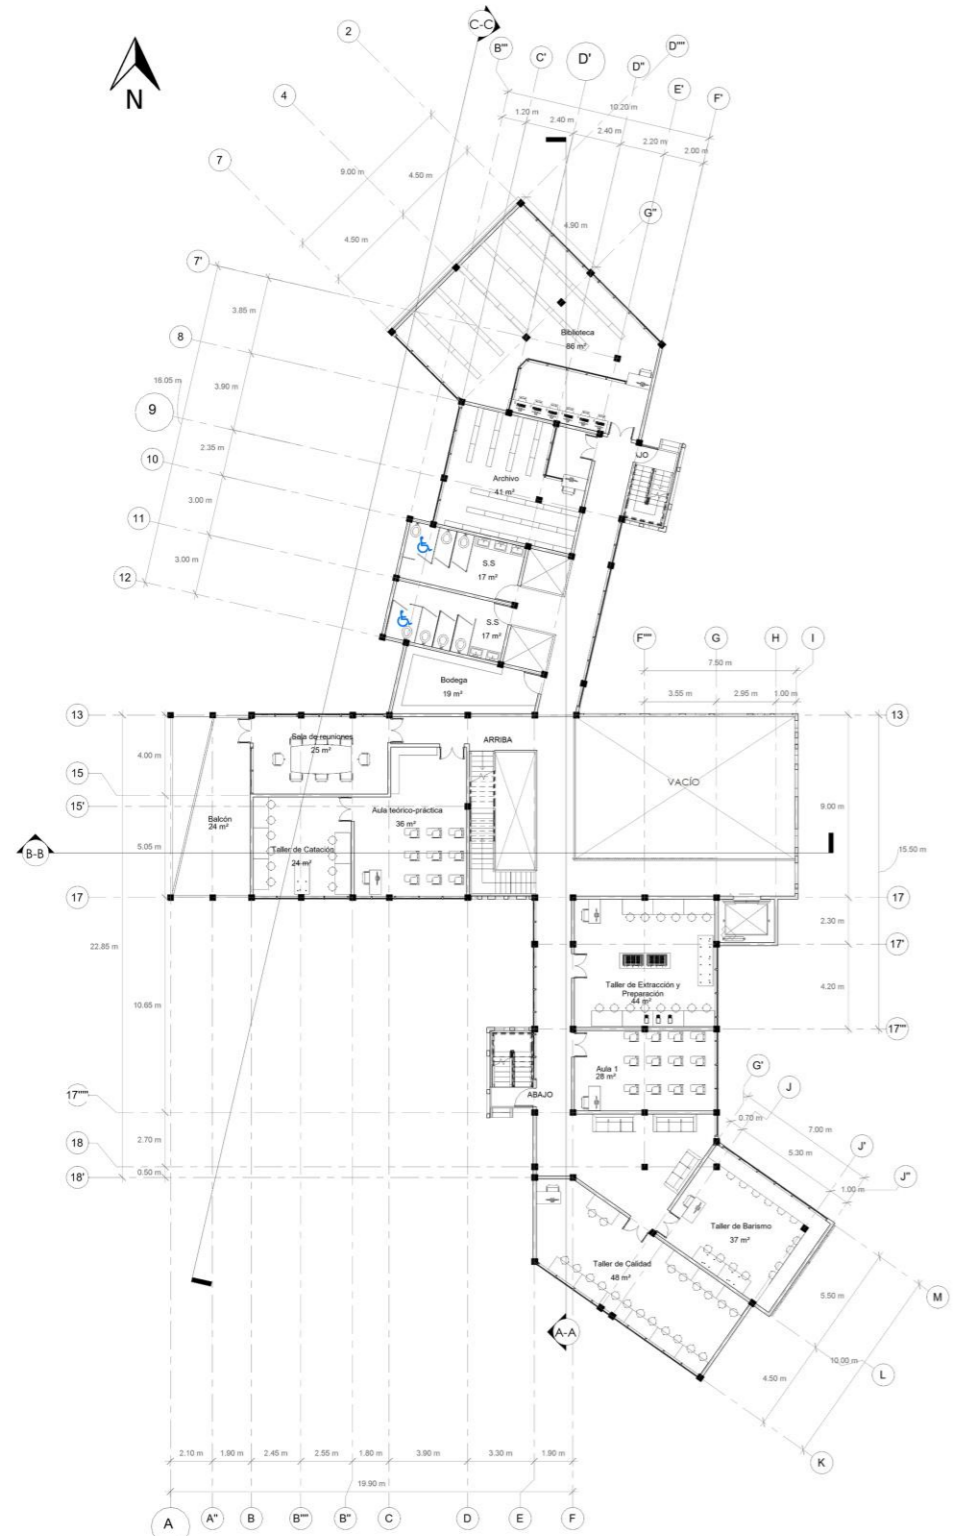 C-C
2
B'''
C'
D'
D''''
D''
E'
F'
4
7
N
10.20 m
1.20 m
2.40 m
2.40 m
2.20 m
2.00 m
9.00 m
4.50 m
4.50 m
4.90 m
G''
7'
8
9
10
11
12
3.85 m
16.05 m
3.90 m
2.35 m
3.00 m
3.00 m
Biblioteca
86 m²
AJO
Archivo
41 m²
S.S
17 m²
S.S
17 m²
Bodega
19 m²
F''''
G
H
I
7.50 m
3.55 m
2.95 m
1.00 m
13
13
4.00 m
Sala de reuniones
25 m²
ARRIBA
VACÍO
15
15'
Balcón
24 m²
Aula teórico-práctica
36 m²
Taller de Catación
24 m²
9.00 m
15.50 m
B-B
5.05 m
17
17
2.30 m
17'
22.85 m
10.65 m
Taller de Extracción y
Preparación
44 m²
4.20 m
17'''
Aula 1
28 m²
ABAJO
G'
J
J'
J''
0.70 m
7.00 m
5.30 m
1.00 m
2.70 m
18
0.50 m
18'
Taller de Barismo
37 m²
Taller de Calidad
48 m²
M
5.50 m
A-A
10.00 m
L
4.50 m
K
2.10 m
1.90 m
2.45 m
2.55 m
1.80 m
3.90 m
3.30 m
1.90 m
19.90 m
A
A''
B
B''''
B''
C
D
E
F